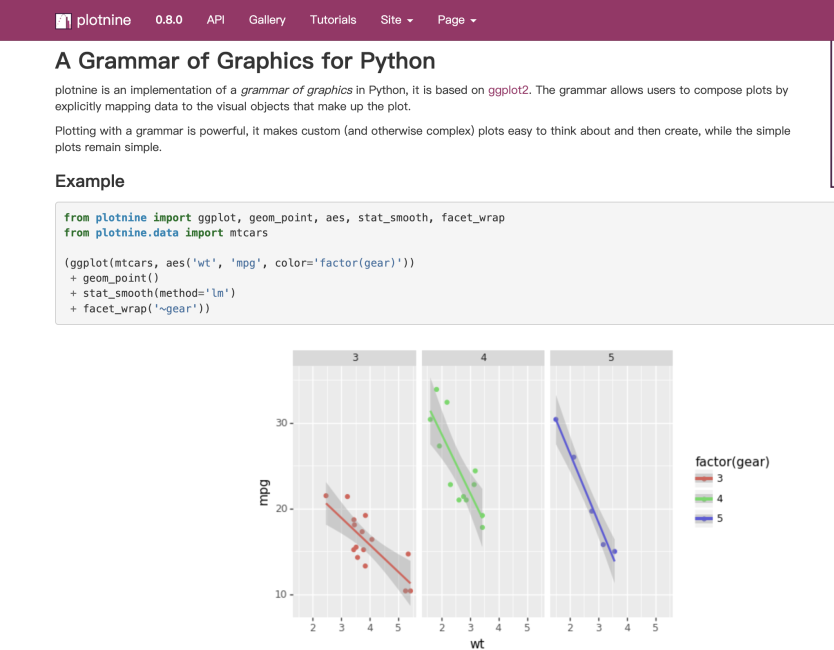 plotnine 0.8.0 API Gallery Tutorials Site Page
A Grammar of Graphics for Python
plotnine is an implementation of a grammar of graphics in Python, it is based on ggplot2. The grammar allows users to compose plots by
explicitly mapping data to the visual objects that make up the plot.
Plotting with a grammar is powerful, it makes custom (and otherwise complex) plots easy to think about and then create, while the simple
plots remain simple.
Example
from plotnine import ggplot, geom_point, aes, stat_smooth, facet_wrap
from plotnine.data import mtcars
(ggplot(mtcars, aes('wt', 'mpg', color='factor(gear)'))
+ geom_point()
+ stat_smooth(method='lm')
+ facet_wrap('~gear'))
3 4 5
30
20
10
mpg
2 3 4 5 2 3 4 5 2 3 4 5
wt
factor(gear)
3
4
5